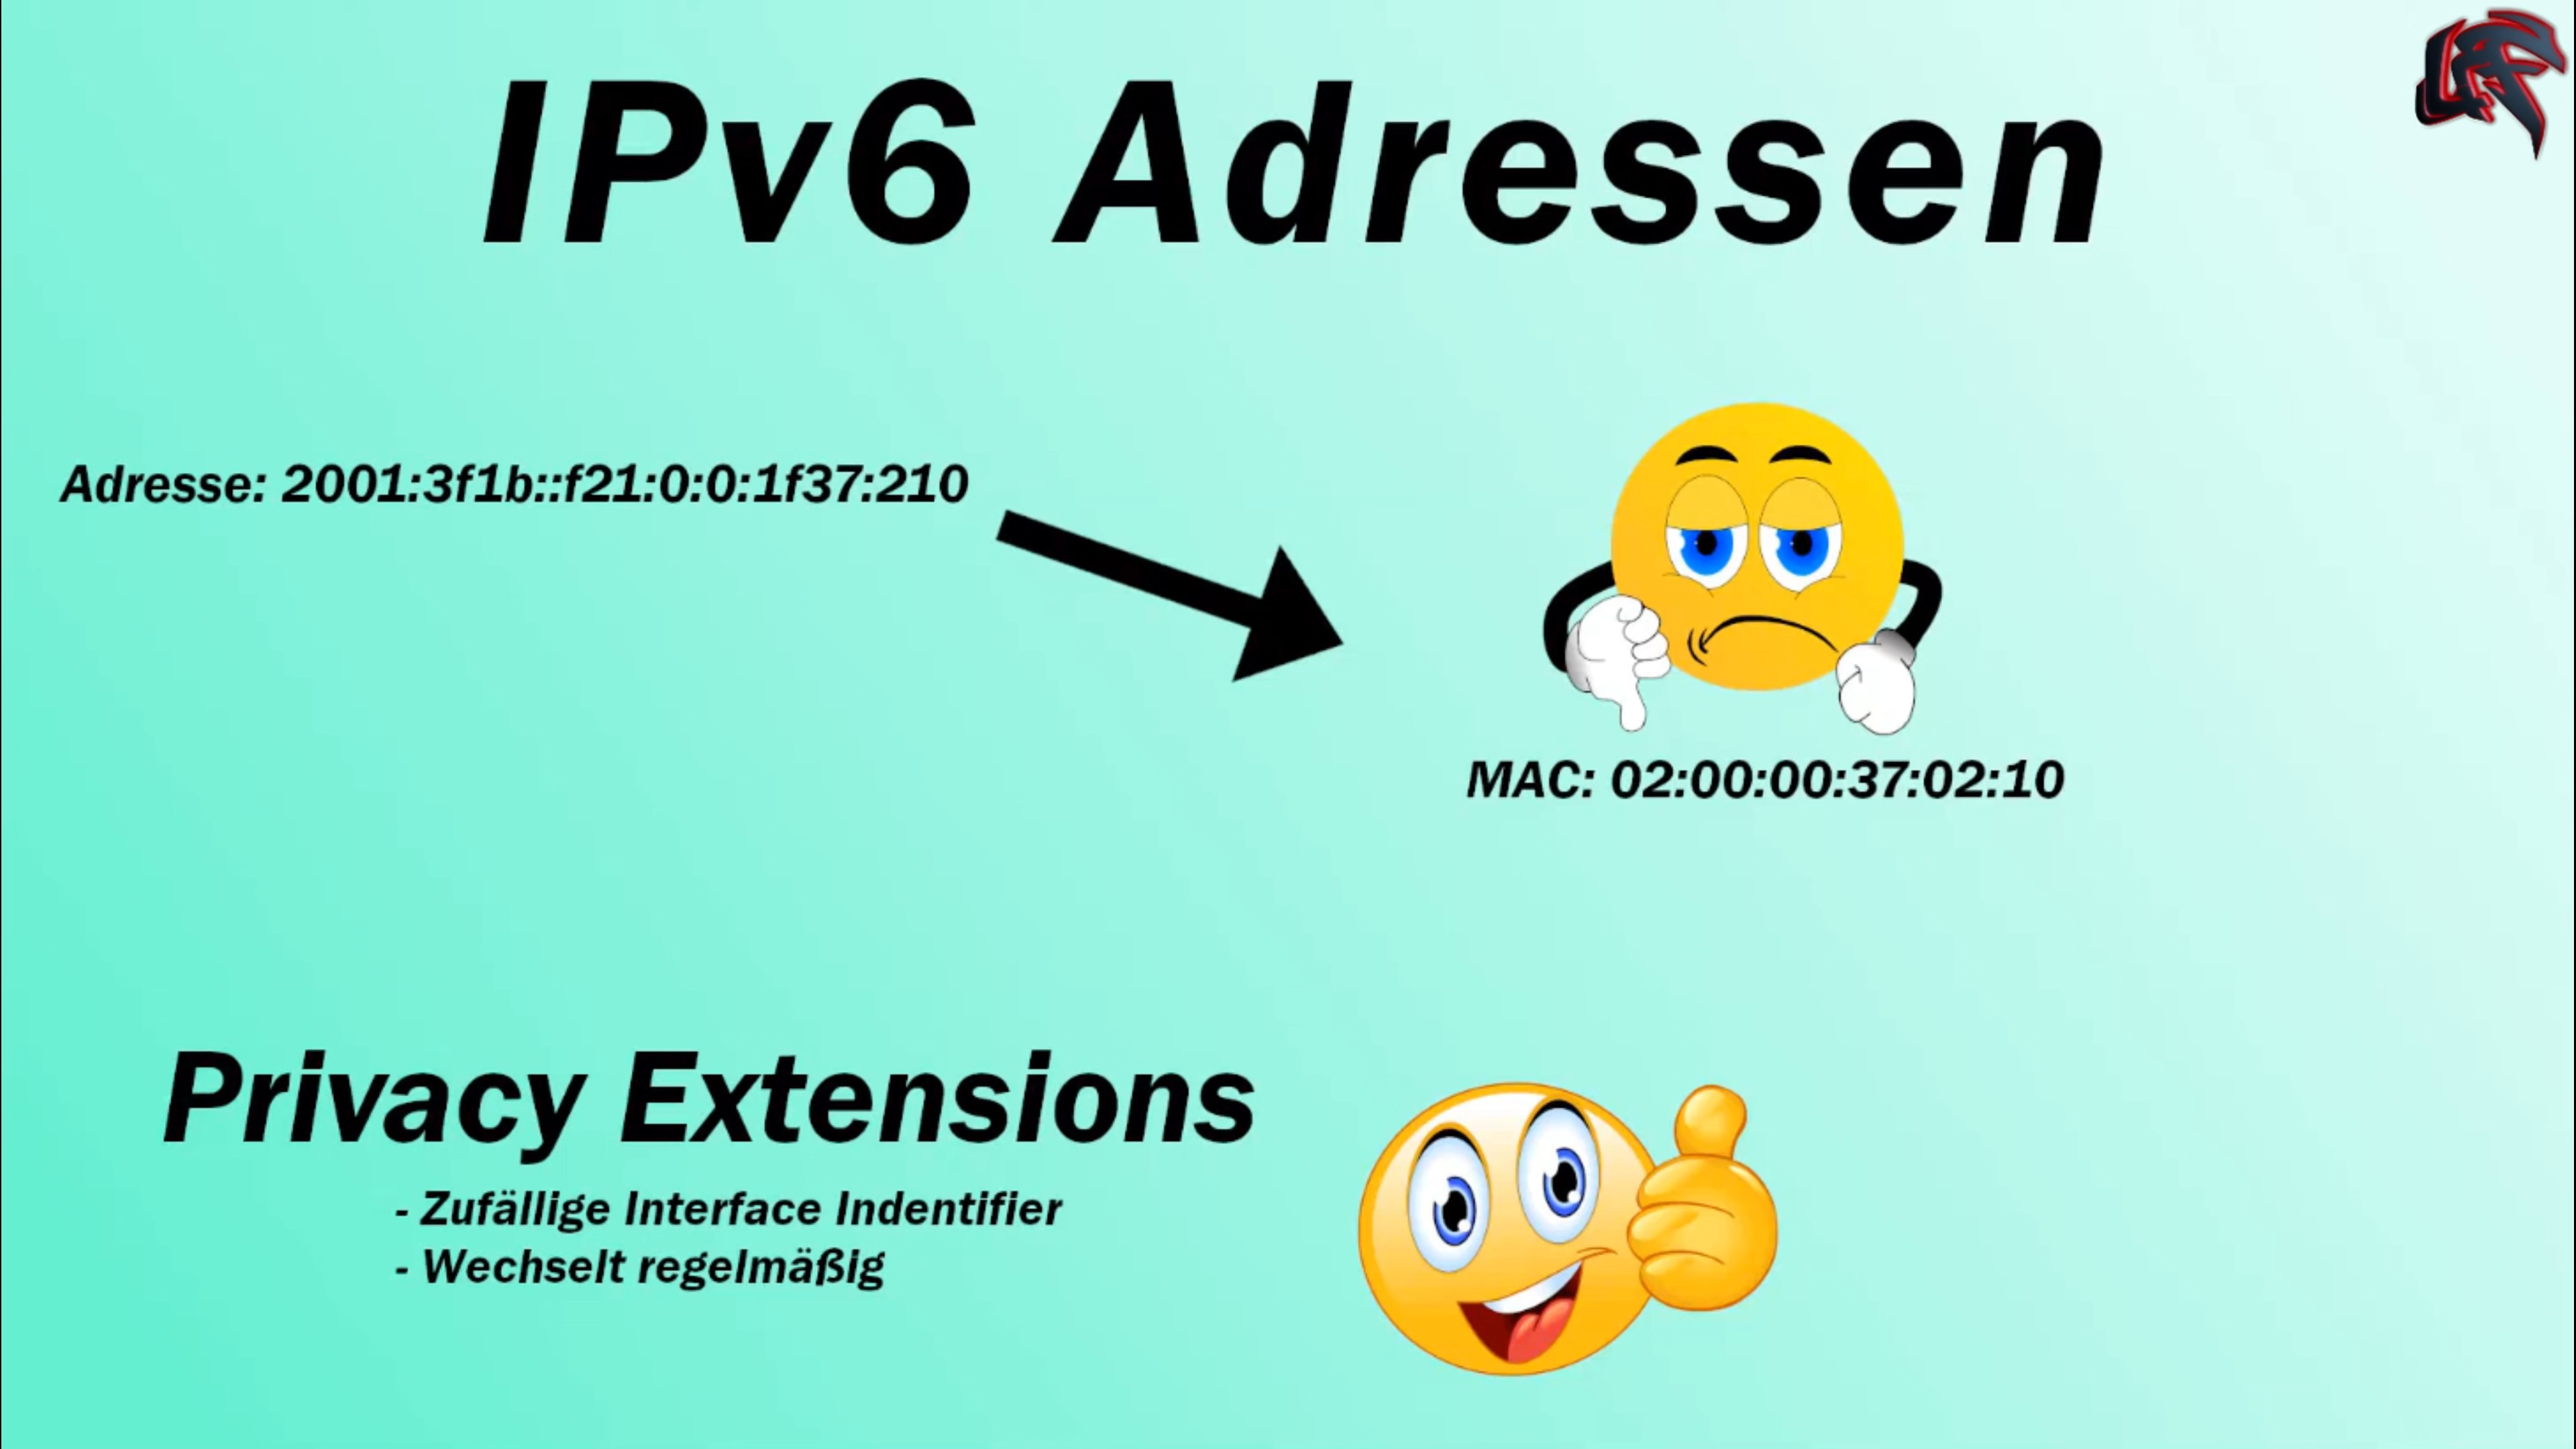 IPv6 Adressen
Adresse: 2001:3f1b::f21:0:0:1f37:210
MAC: 02:00:00:37:02:10
Privacy Extensions
- Zufällige Interface Indentifier
- Wechselt regelmäßig